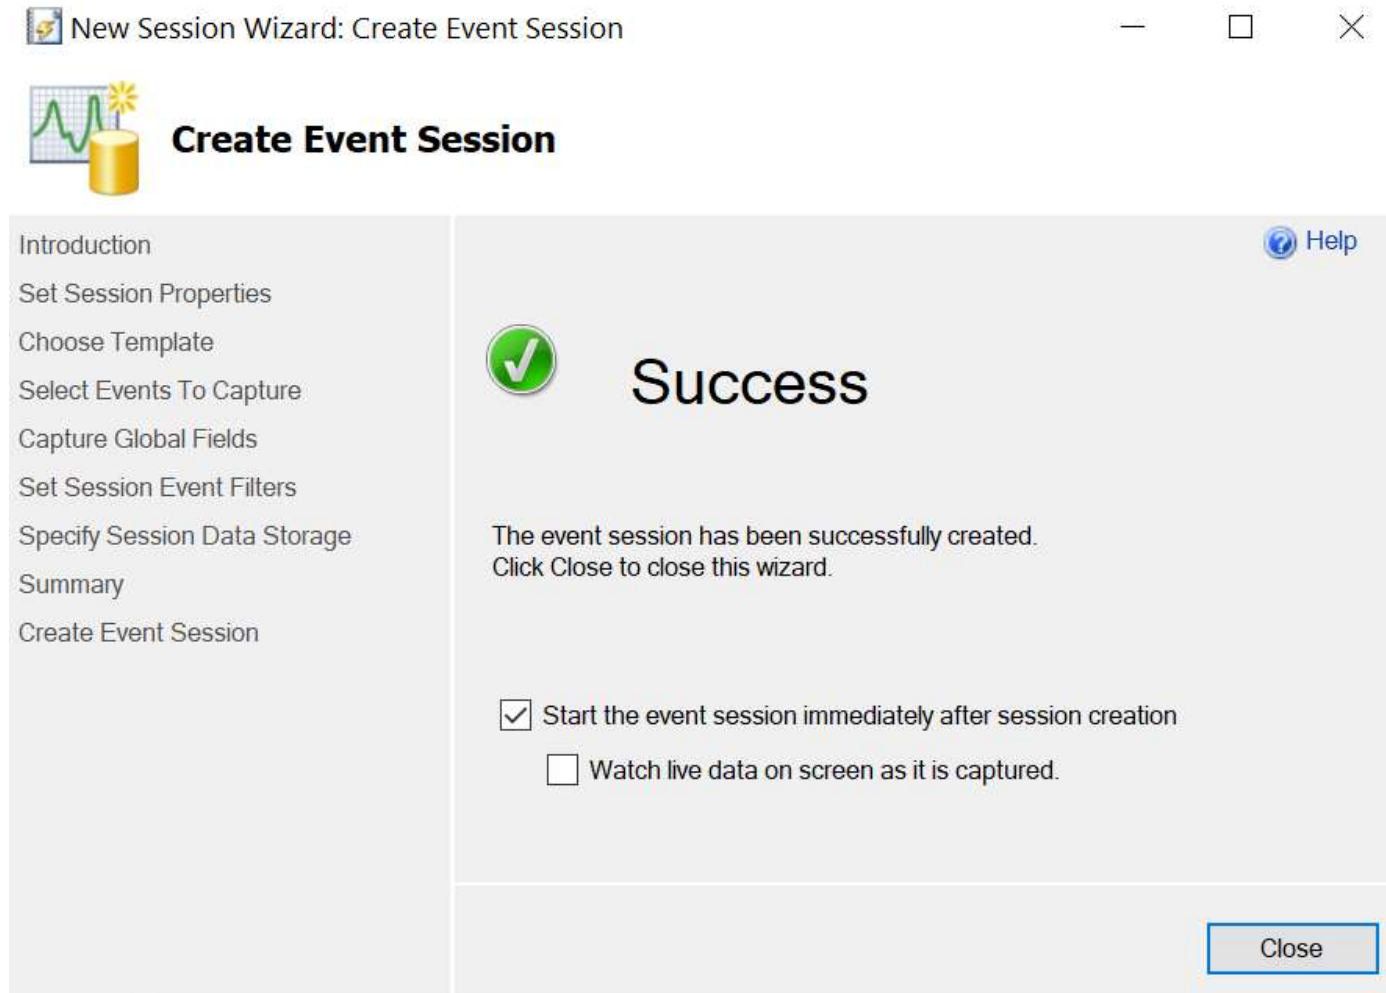 New Session Wizard: Create Event Session
Create Event Session
Introduction
Set Session Properties
Choose Template
Select Events To Capture
Capture Global Fields
Set Session Event Filters
Specify Session Data Storage
Summary
Create Event Session
Help
Success
The event session has been successfully created.
Click Close to close this wizard.
Start the event session immediately after session creation
Watch live data on screen as it is captured.
Close